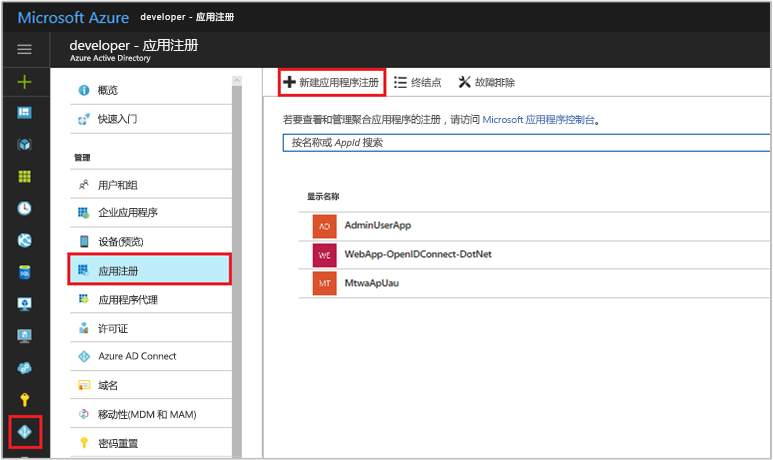 Microsoft Azure developer - 应用注册
developer - 应用注册
Azure Active Directory
概览
快速入门
管理
用户和组
企业应用程序
设备(预览)
应用注册
应用程序代理
许可证
Azure AD Connect
域名
移动性(MDM 和 MAM)
密码重置
新建应用程序注册 终结点 故障排除
若要查看和管理聚合应用程序的注册，请访问 Microsoft 应用程序控制台。
按名称或 AppId 搜索
显示名称
AD AdminUserApp
WE WebApp-OpenIDConnect-DotNet
MT MtwaApUau